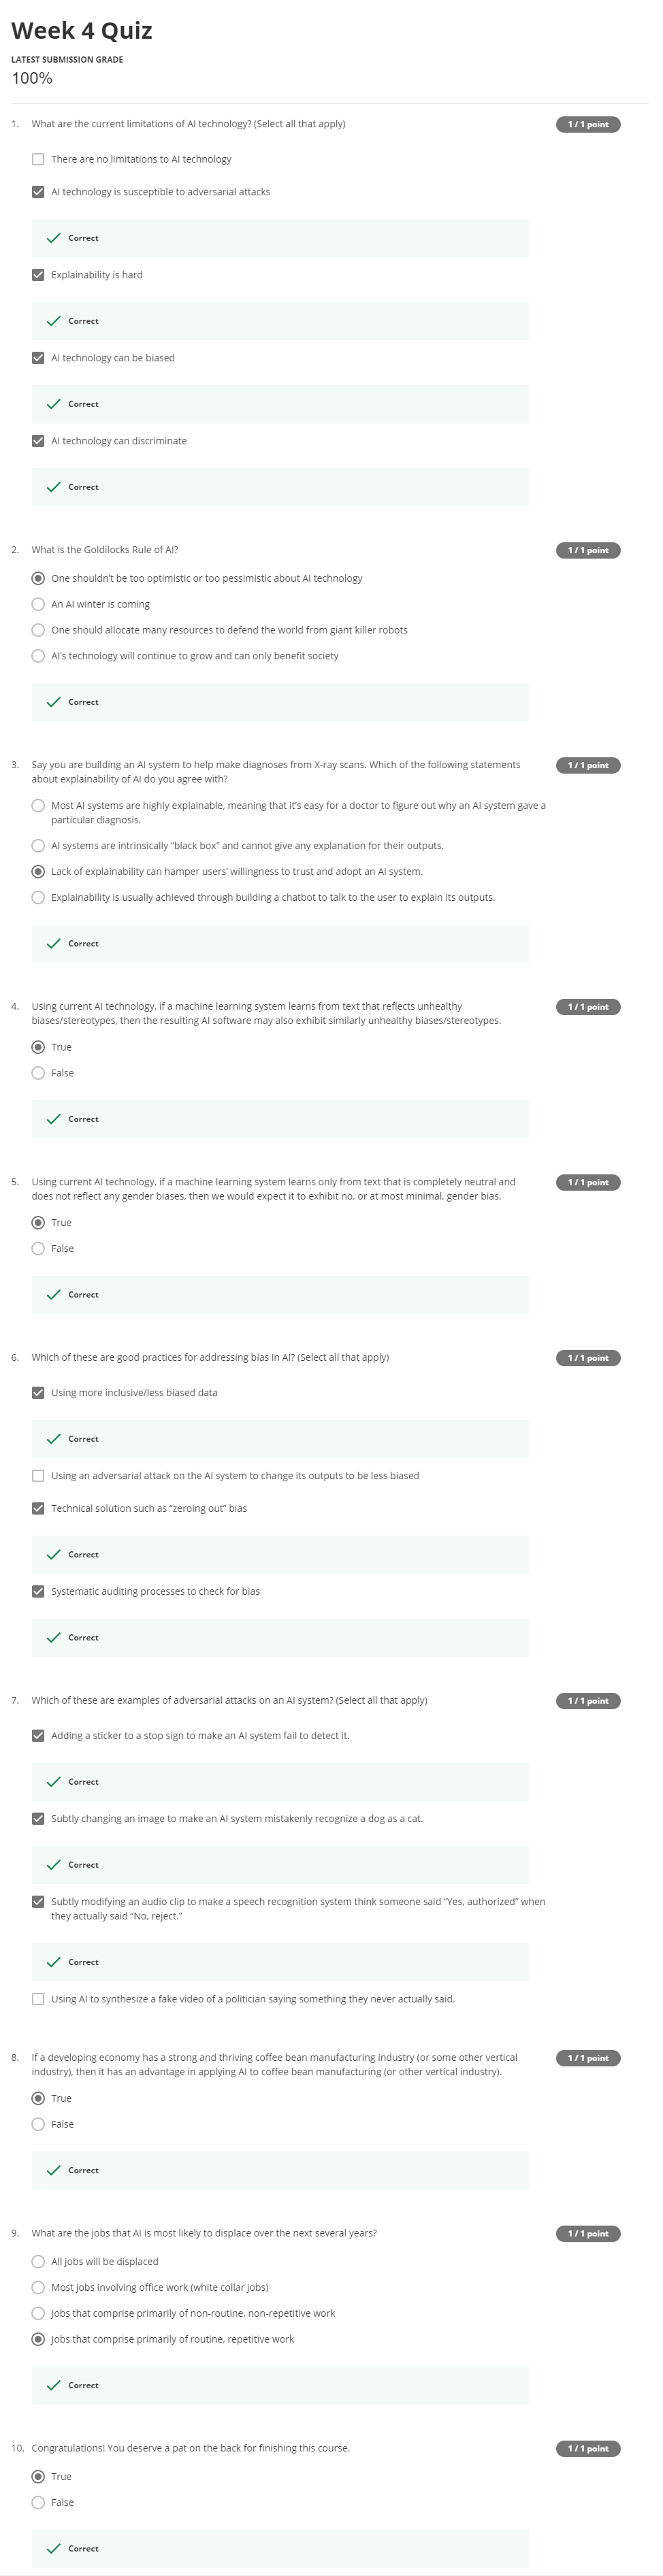 Week 4 Quiz
LATEST SUBMISSION GRADE
100%
1. What are the current limitations of AI technology? (Select all that apply) 1 / 1 point
There are no limitations to AI technology
AI technology is susceptible to adversarial attacks
Correct
Explainability is hard
Correct
AI technology can be biased
Correct
AI technology can discriminate
Correct
2. What is the Goldilocks Rule of AI? 1 / 1 point
One shouldn't be too optimistic or too pessimistic about AI technology
An AI winter is coming
One should allocate many resources to defend the world from giant killer robots
AI's technology will continue to grow and can only benefit society
Correct
3. Say you are building an AI system to help make diagnoses from X-ray scans. Which of the following statements 1 / 1 point
about explainability of AI do you agree with?
Most AI systems are highly explainable, meaning that it's easy for a doctor to figure out why an AI system gave a
particular diagnosis.
AI systems are intrinsically “black box” and cannot give any explanation for their outputs.
Lack of explainability can hamper users' willingness to trust and adopt an AI system.
Explainability is usually achieved through building a chatbot to talk to the user to explain its outputs.
Correct
4. Using current AI technology, if a machine learning system learns from text that reflects unhealthy 1 / 1 point
biases/stereotypes, then the resulting AI software may also exhibit similarly unhealthy biases/stereotypes.
True
False
Correct
5. Using current AI technology, if a machine learning system learns only from text that is completely neutral and 1 / 1 point
does not reflect any gender biases, then we would expect it to exhibit no, or at most minimal, gender bias.
True
False
Correct
6. Which of these are good practices for addressing bias in AI? (Select all that apply) 1 / 1 point
Using more inclusive/less biased data
Correct
Using an adversarial attack on the AI system to change its outputs to be less biased
Technical solution such as “zeroing out” bias
Correct
Systematic auditing processes to check for bias
Correct
7. Which of these are examples of adversarial attacks on an AI system? (Select all that apply) 1 / 1 point
Adding a sticker to a stop sign to make an AI system fail to detect it.
Correct
Subtly changing an image to make an AI system mistakenly recognize a dog as a cat.
Correct
Subtly modifying an audio clip to make a speech recognition system think someone said “Yes, authorized” when
they actually said “No, reject.”
Correct
Using AI to synthesize a fake video of a politician saying something they never actually said.
8. If a developing economy has a strong and thriving coffee bean manufacturing industry (or some other vertical 1 / 1 point
industry), then it has an advantage in applying AI to coffee bean manufacturing (or other vertical industry).
True
False
Correct
9. What are the jobs that AI is most likely to displace over the next several years? 1 / 1 point
All jobs will be displaced
Most jobs involving office work (white collar jobs)
Jobs that comprise primarily of non-routine, non-repetitive work
Jobs that comprise primarily of routine, repetitive work
Correct
10. Congratulations! You deserve a pat on the back for finishing this course. 1 / 1 point
True
False
Correct